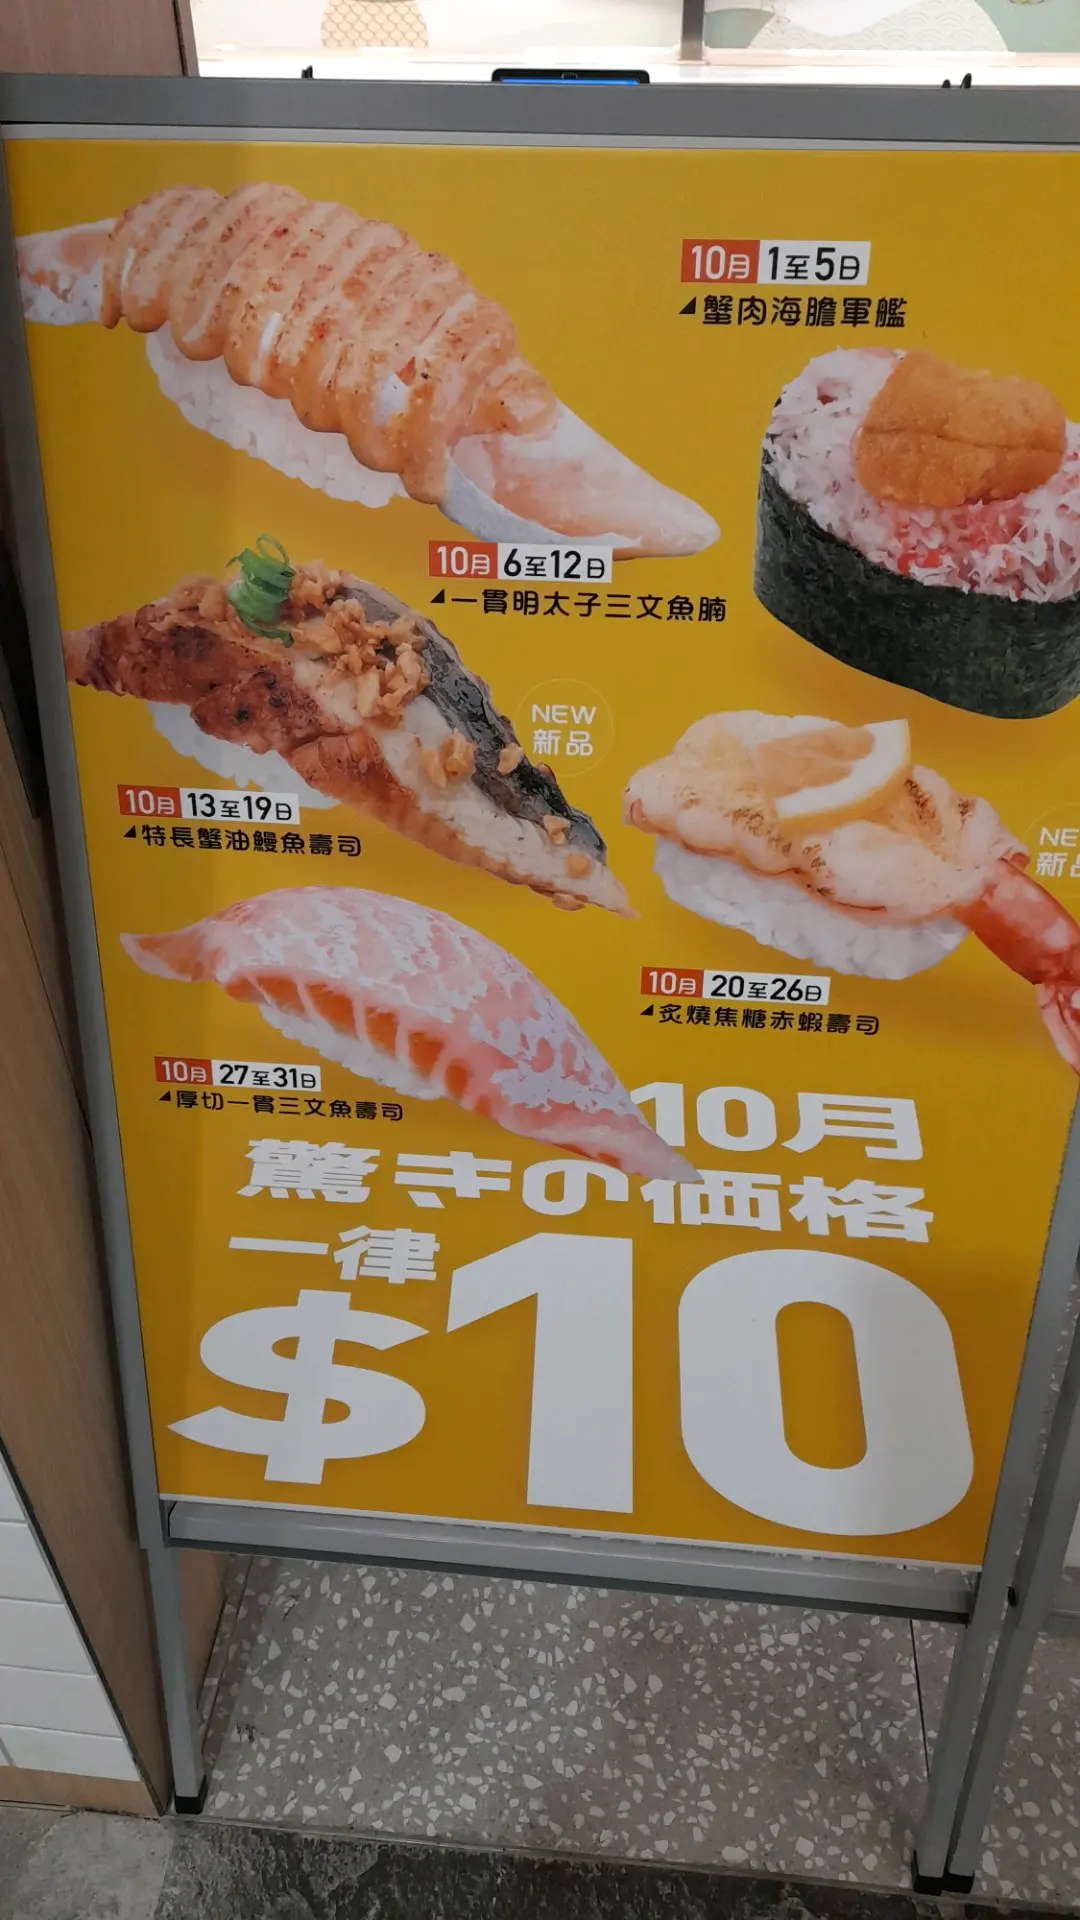 10月 1至5日
蟹肉海膽軍艦
10月 6至12日
一貫明太子三文魚腩
NEW
新品
10月 13至19日
特長蟹油鰻魚壽司
NE
新品
10月 20至26日
炙燒焦糖赤蝦壽司
10月 27至31日
厚切一貫三文魚壽司
10月
驚きの価格
一律
$10